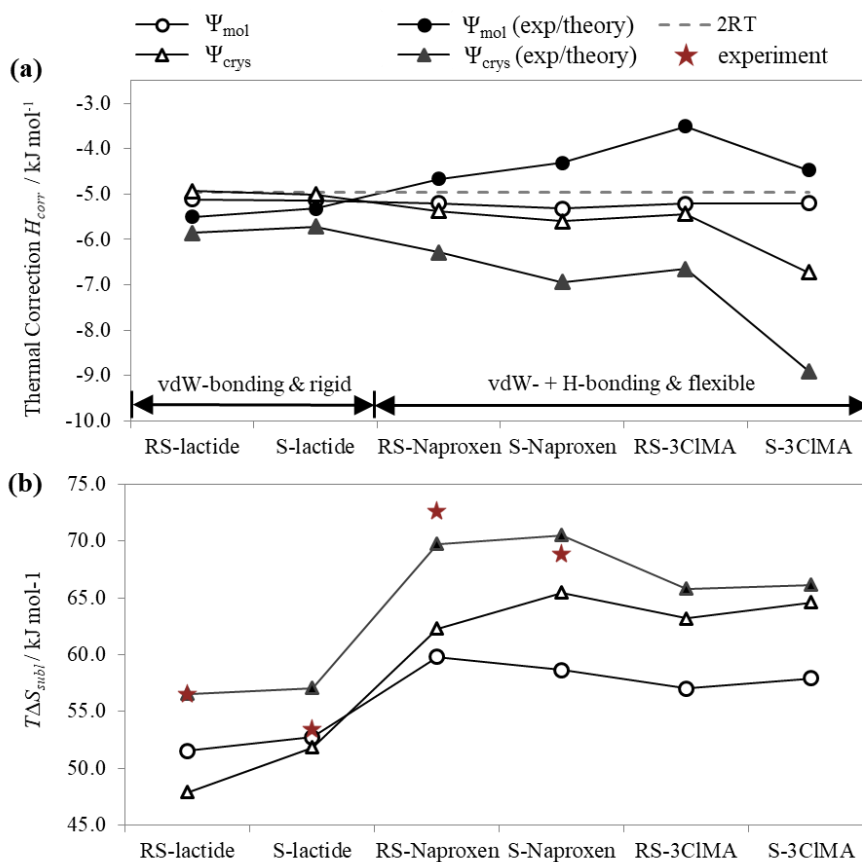 Ψmol Ψmol (exp/theory) 2RT
Ψcrys Ψcrys (exp/theory) experiment
(a)
Thermal Correction Hcorr / kJ mol-1
-3.0
-4.0
-5.0
-6.0
-7.0
-8.0
-9.0
-10.0
vdW-bonding & rigid vdW- + H-bonding & flexible
RS-lactide S-lactide RS-Naproxen S-Naproxen RS-3ClMA S-3ClMA
(b)
TΔSsubl / kJ mol-1
75.0
70.0
65.0
60.0
55.0
50.0
45.0
RS-lactide S-lactide RS-Naproxen S-Naproxen RS-3ClMA S-3ClMA